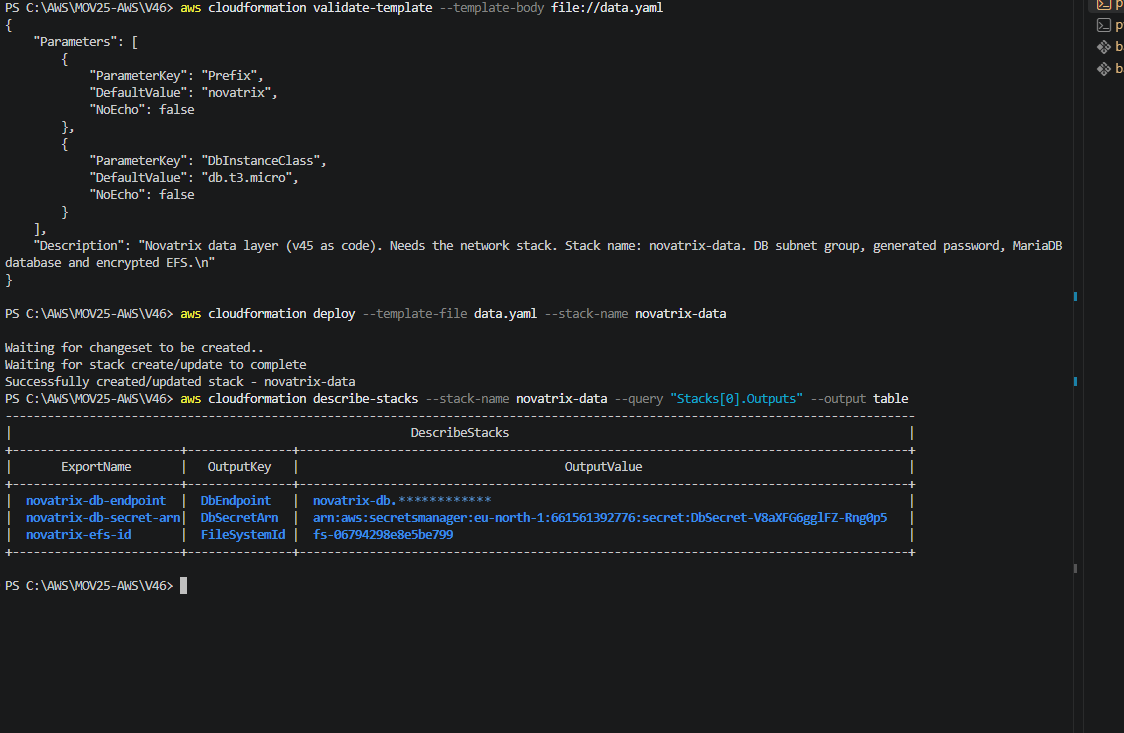 PS C:\AWS\MOV25-AWS\V46> aws cloudformation validate-template --template-body file://data.yaml
{
    "Parameters": [
        {
            "ParameterKey": "Prefix",
            "DefaultValue": "novatrix",
            "NoEcho": false
        },
        {
            "ParameterKey": "DbInstanceClass",
            "DefaultValue": "db.t3.micro",
            "NoEcho": false
        }
    ],
    "Description": "Novatrix data layer (v45 as code). Needs the network stack. Stack name: novatrix-data. DB subnet group, generated password, MariaDB
database and encrypted EFS.\n"
}
PS C:\AWS\MOV25-AWS\V46> aws cloudformation deploy --template-file data.yaml --stack-name novatrix-data
Waiting for changeset to be created..
Waiting for stack create/update to complete
Successfully created/updated stack - novatrix-data
PS C:\AWS\MOV25-AWS\V46> aws cloudformation describe-stacks --stack-name novatrix-data --query "Stacks[0].Outputs" --output table
DescribeStacks
| ExportName | OutputKey | OutputValue |
| novatrix-db-endpoint | DbEndpoint | novatrix-db.************ |
| novatrix-db-secret-arn| DbSecretArn | arn:aws:secretsmanager:eu-north-1:661561392776:secret:DbSecret-V8aXFG6gglFZ-Rng0p5 |
| novatrix-efs-id | FileSystemId | fs-06794298e8e5be799 |
PS C:\AWS\MOV25-AWS\V46>
p
p
b
b